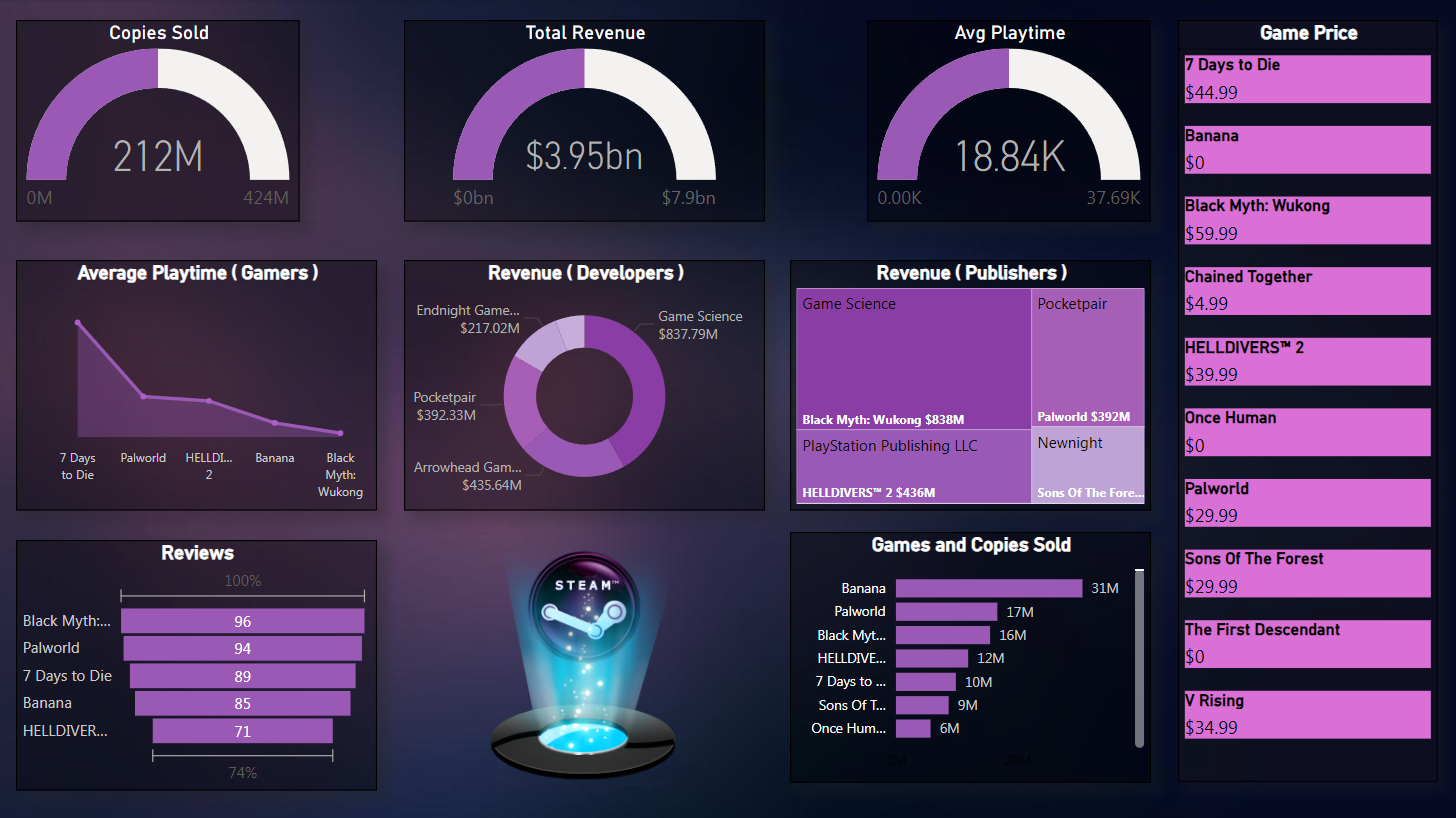 Copies Sold
212M
0M
424M
Total Revenue
$3.95bn
$0bn
$7.9bn
Avg Playtime
18.84K
0.00K
37.69K
Game Price
7 Days to Die
$44.99
Banana
$0
Black Myth: Wukong
$59.99
Chained Together
$4.99
HELLDIVERS™ 2
$39.99
Once Human
$0
Palworld
$29.99
Sons Of The Forest
$29.99
The First Descendant
$0
V Rising
$34.99
Average Playtime ( Gamers )
7 Days
to Die
Palworld
HELLDI...
2
Banana
Black
Myth:
Wukong
Revenue ( Developers )
Endnight Game...
$217.02M
Game Science
$837.79M
Pocketpair
$392.33M
Arrowhead Gam...
$435.64M
Revenue ( Publishers )
Game Science
Black Myth: Wukong $838M
Pocketpair
Palworld $392M
PlayStation Publishing LLC
HELLDIVERS™ 2 $436M
Newnight
Sons Of The Fore...
Reviews
100%
Black Myth:...
96
Palworld
94
7 Days to Die
89
Banana
85
HELLDIVER...
71
74%
STEAM™
Games and Copies Sold
Banana
31M
Palworld
17M
Black Myt...
16M
HELLDIVE...
12M
7 Days to ...
10M
Sons Of T...
9M
Once Hum...
6M
0M
20M